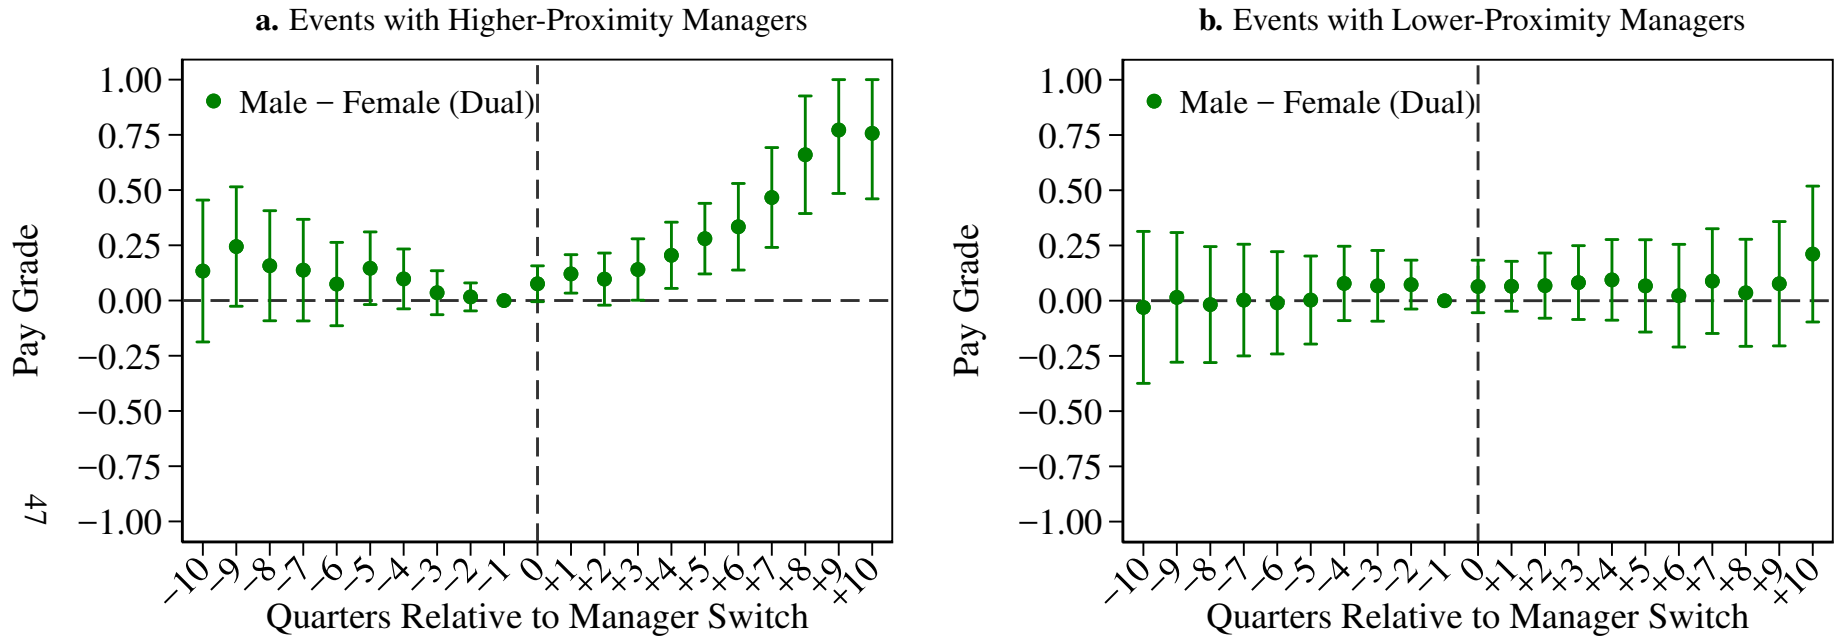 a. Events with Higher-Proximity Managers
1.00
0.75
0.50
0.25
0.00
−0.25
−0.50
−0.75
−1.00
Pay Grade
Male − Female (Dual)
−10 −9 −8 −7 −6 −5 −4 −3 −2 −1 0 +1 +2 +3 +4 +5 +6 +7 +8 +9 +10
Quarters Relative to Manager Switch
47
b. Events with Lower-Proximity Managers
1.00
0.75
0.50
0.25
0.00
−0.25
−0.50
−0.75
−1.00
Pay Grade
Male − Female (Dual)
−10 −9 −8 −7 −6 −5 −4 −3 −2 −1 0 +1 +2 +3 +4 +5 +6 +7 +8 +9 +10
Quarters Relative to Manager Switch